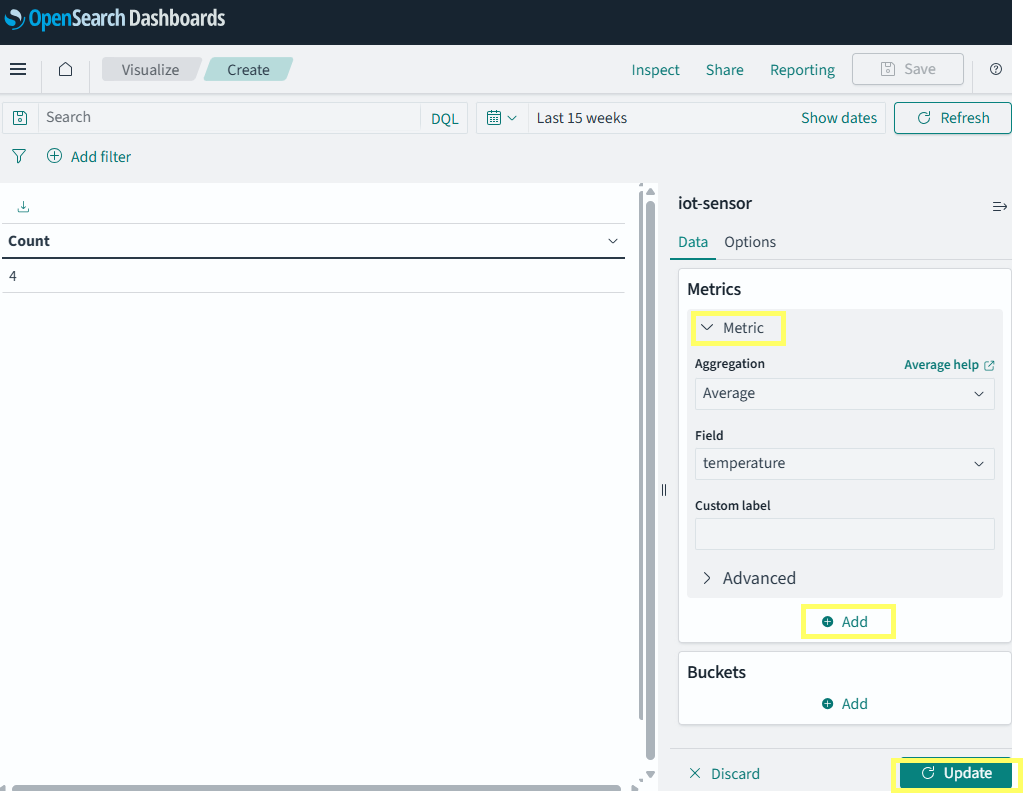 OpenSearch Dashboards
Visualize Create Inspect Share Reporting Save
Search DQL Last 15 weeks Show dates Refresh
Add filter
iot-sensor
Data Options
Count
4
Metrics
Metric
Aggregation Average help
Average
Field
temperature
Custom label
Advanced
Add
Buckets
Add
Discard Update